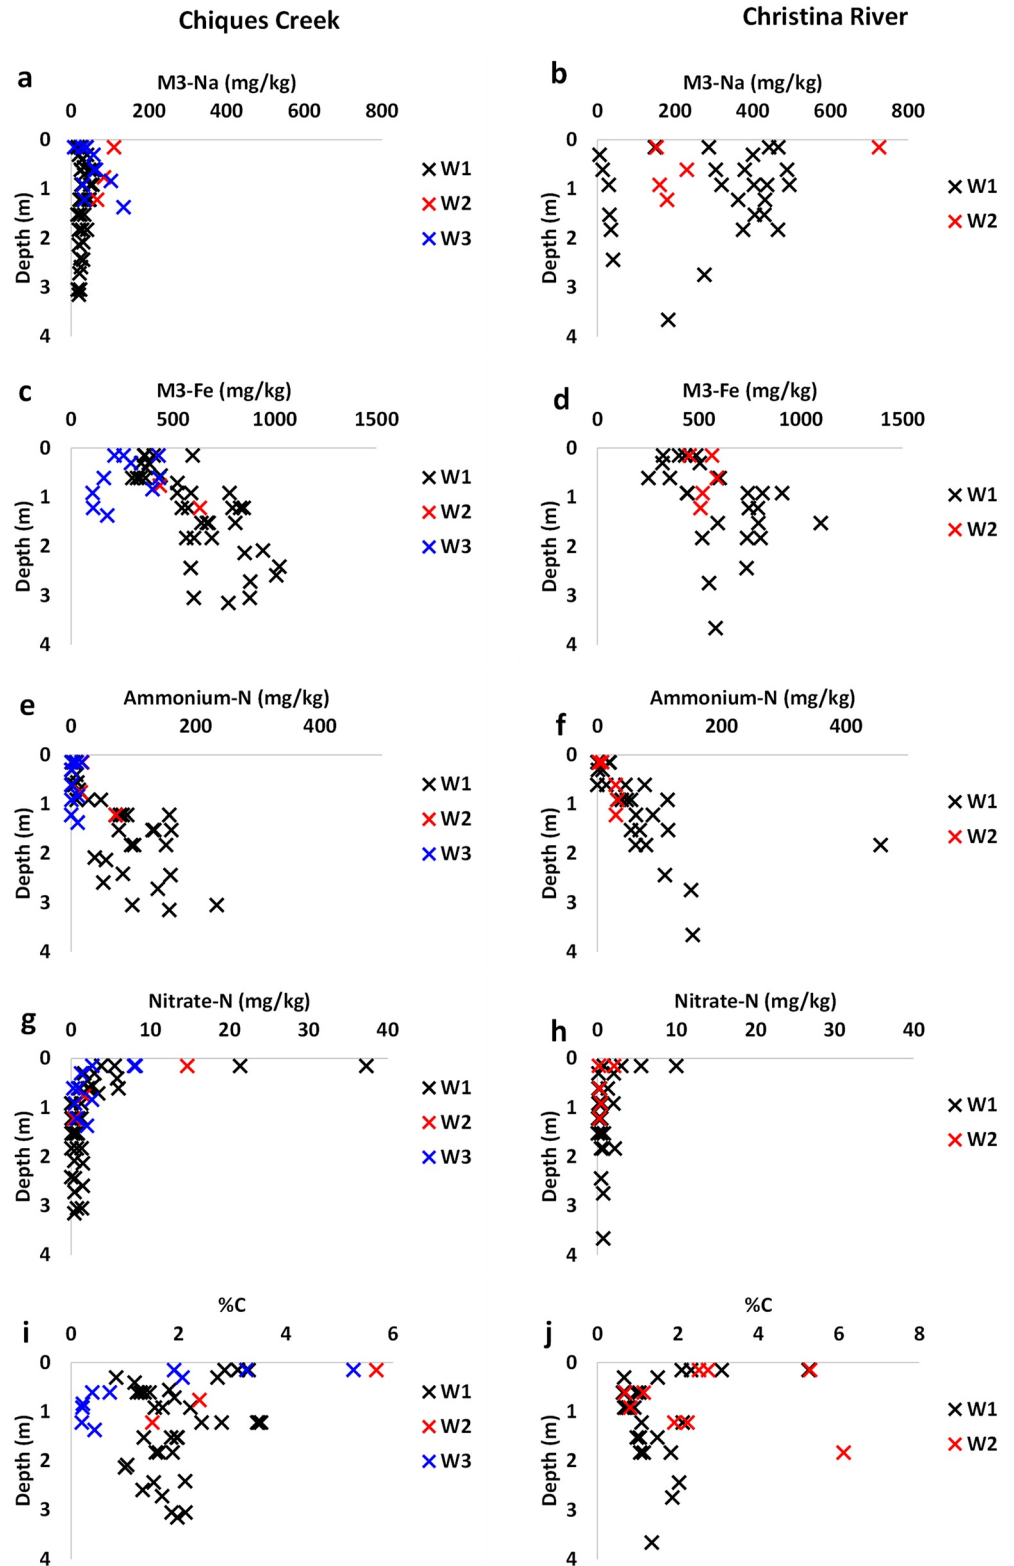 Chiques Creek
Christina River
a
M3-Na (mg/kg)
0 200 400 600 800
0
1
2
3
4
Depth (m)
W1
W2
W3
b
M3-Na (mg/kg)
0 200 400 600 800
0
1
2
3
4
Depth (m)
W1
W2
c
M3-Fe (mg/kg)
0 500 1000 1500
0
1
2
3
4
Depth (m)
W1
W2
W3
d
M3-Fe (mg/kg)
0 500 1000 1500
0
1
2
3
4
Depth (m)
W1
W2
e
Ammonium-N (mg/kg)
0 200 400
0
1
2
3
4
Depth (m)
W1
W2
W3
f
Ammonium-N (mg/kg)
0 200 400
0
1
2
3
4
Depth (m)
W1
W2
g
Nitrate-N (mg/kg)
0 10 20 30 40
0
1
2
3
4
Depth (m)
W1
W2
W3
h
Nitrate-N (mg/kg)
0 10 20 30 40
0
1
2
3
4
Depth (m)
W1
W2
i
%C
0 2 4 6
0
1
2
3
4
Depth (m)
W1
W2
W3
j
%C
0 2 4 6 8
0
1
2
3
4
Depth (m)
W1
W2